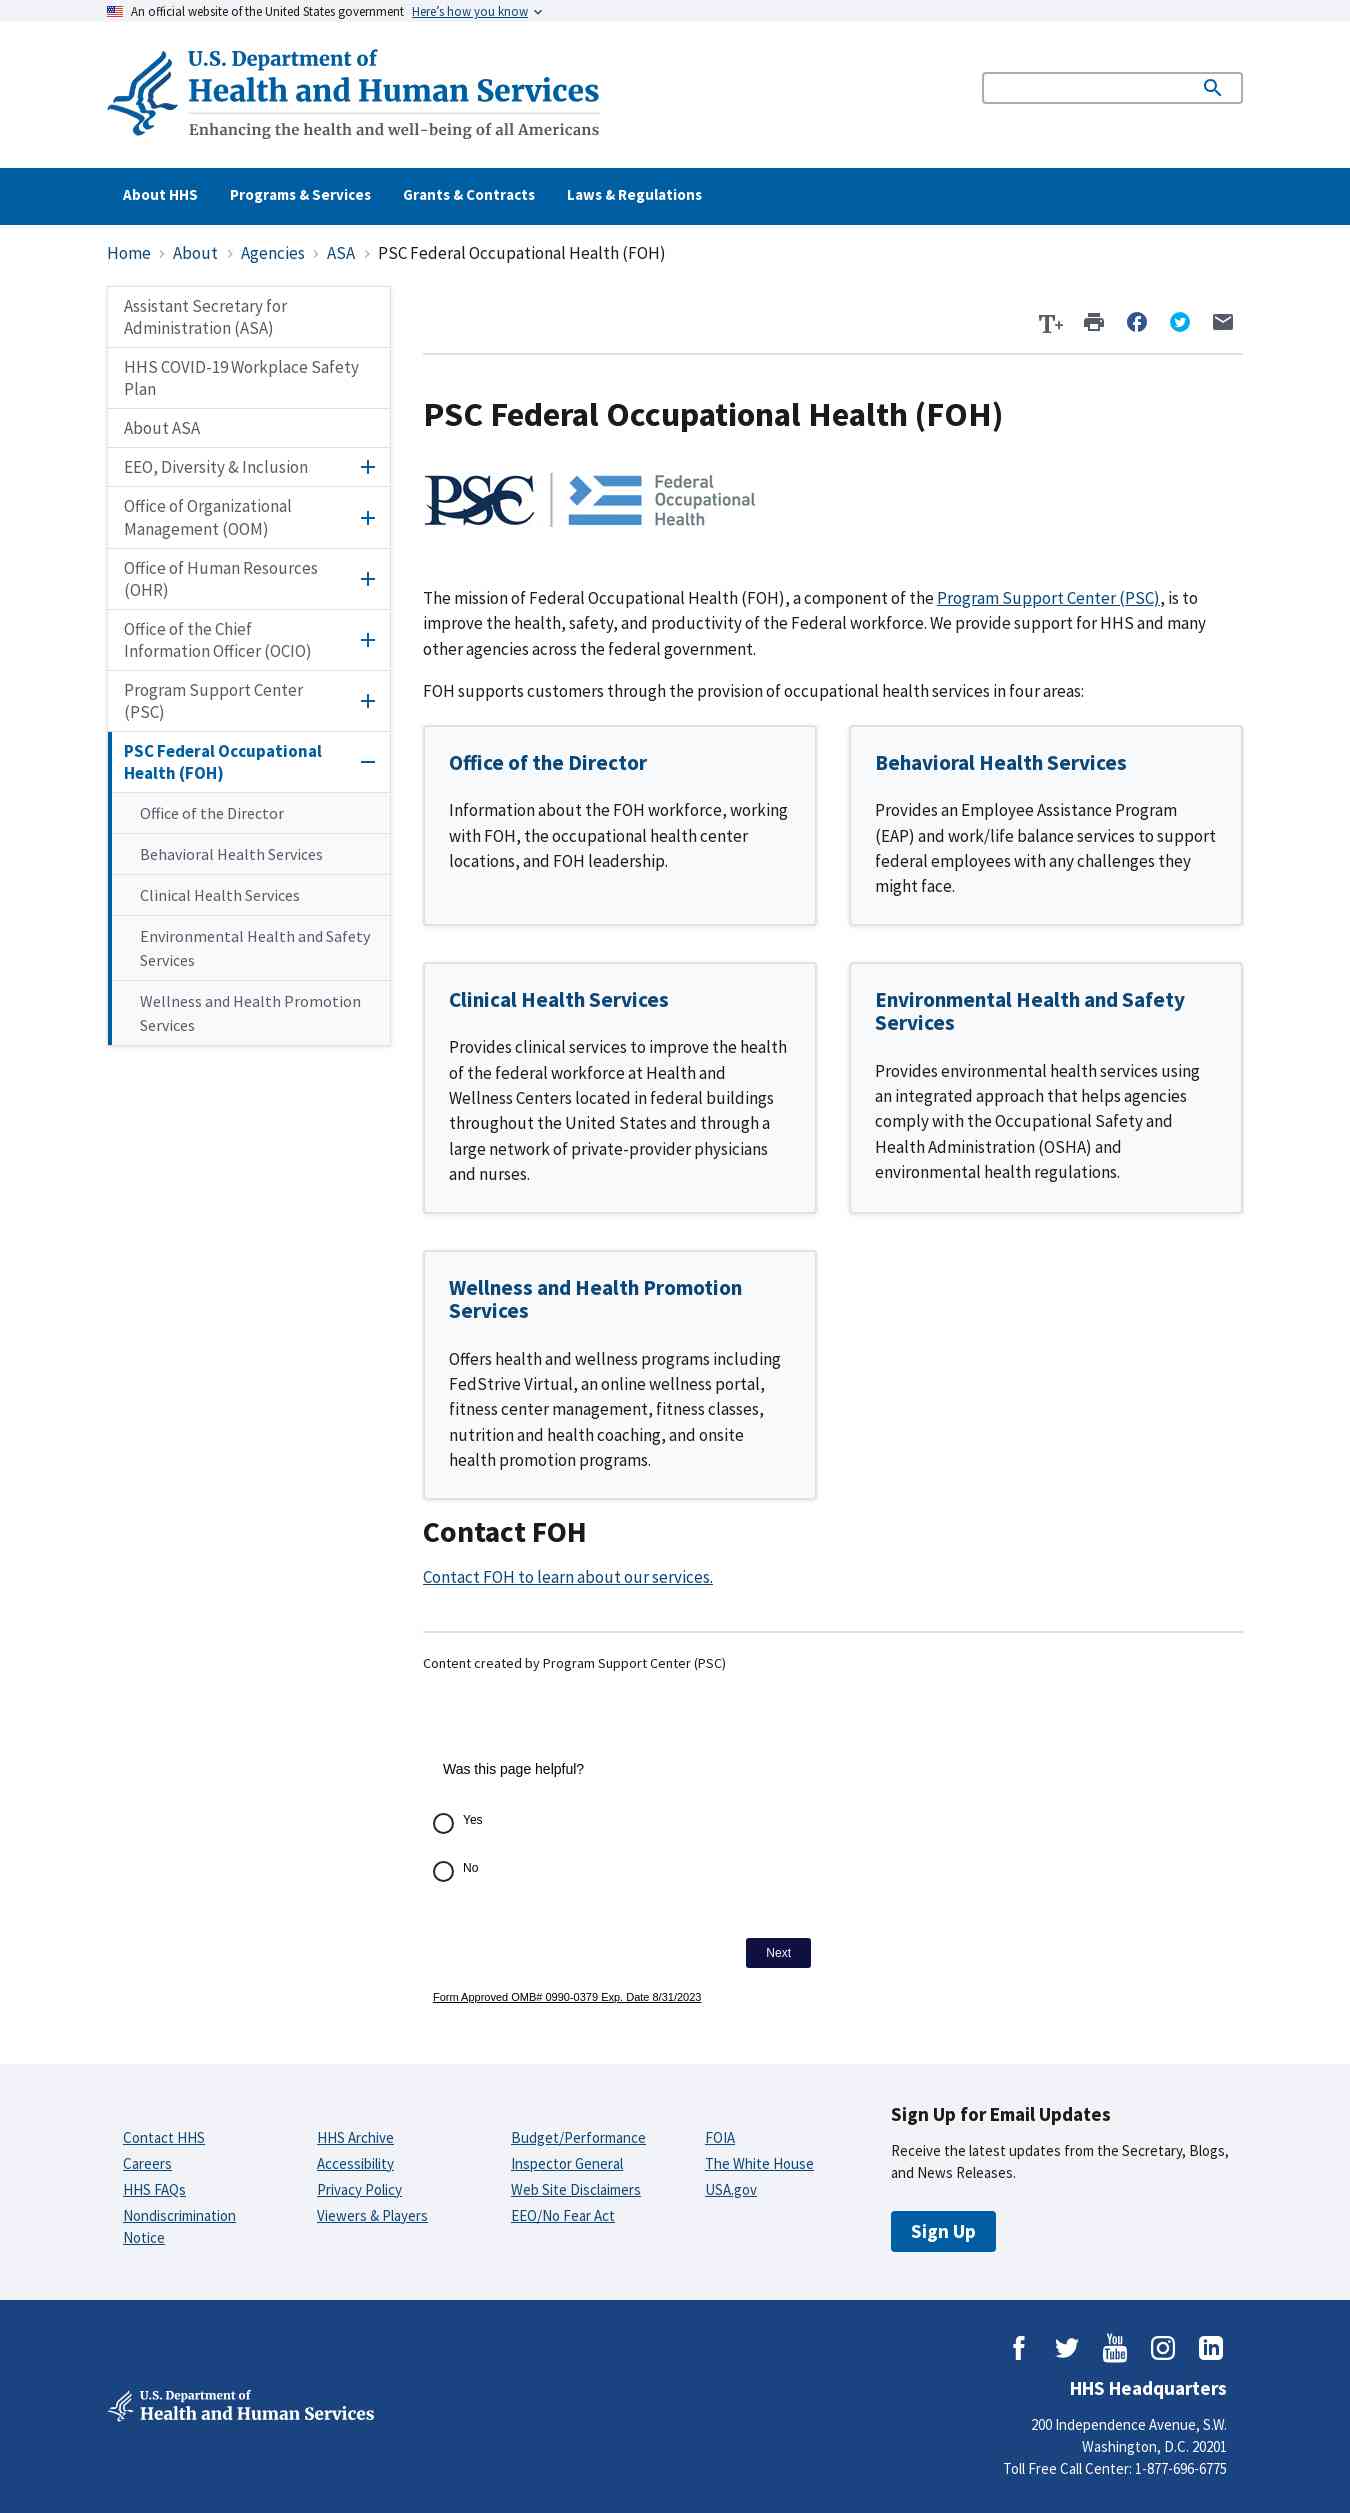 An official website of the United States government Here's how you know
U.S. Department of
Health and Human Services
Enhancing the health and well-being of all Americans
About HHS Programs & Services Grants & Contracts Laws & Regulations
Home › About › Agencies › ASA › PSC Federal Occupational Health (FOH)
Assistant Secretary for
Administration (ASA)
HHS COVID-19 Workplace Safety
Plan
About ASA
EEO, Diversity & Inclusion
Office of Organizational
Management (OOM)
Office of Human Resources
(OHR)
Office of the Chief
Information Officer (OCIO)
Program Support Center
(PSC)
PSC Federal Occupational
Health (FOH)
Office of the Director
Behavioral Health Services
Clinical Health Services
Environmental Health and Safety
Services
Wellness and Health Promotion
Services
T+
PSC Federal Occupational Health (FOH)
PSC
Federal
Occupational
Health
The mission of Federal Occupational Health (FOH), a component of the Program Support Center (PSC), is to
improve the health, safety, and productivity of the Federal workforce. We provide support for HHS and many
other agencies across the federal government.
FOH supports customers through the provision of occupational health services in four areas:
Office of the Director
Information about the FOH workforce, working
with FOH, the occupational health center
locations, and FOH leadership.
Behavioral Health Services
Provides an Employee Assistance Program
(EAP) and work/life balance services to support
federal employees with any challenges they
might face.
Clinical Health Services
Provides clinical services to improve the health
of the federal workforce at Health and
Wellness Centers located in federal buildings
throughout the United States and through a
large network of private-provider physicians
and nurses.
Environmental Health and Safety
Services
Provides environmental health services using
an integrated approach that helps agencies
comply with the Occupational Safety and
Health Administration (OSHA) and
environmental health regulations.
Wellness and Health Promotion
Services
Offers health and wellness programs including
FedStrive Virtual, an online wellness portal,
fitness center management, fitness classes,
nutrition and health coaching, and onsite
health promotion programs.
Contact FOH
Contact FOH to learn about our services.
Content created by Program Support Center (PSC)
Was this page helpful?
Yes
No
Next
Form Approved OMB# 0990-0379 Exp. Date 8/31/2023
Contact HHS
Careers
HHS FAQs
Nondiscrimination
Notice
HHS Archive
Accessibility
Privacy Policy
Viewers & Players
Budget/Performance
Inspector General
Web Site Disclaimers
EEO/No Fear Act
FOIA
The White House
USA.gov
Sign Up for Email Updates
Receive the latest updates from the Secretary, Blogs,
and News Releases.
Sign Up
You
Tube
U.S. Department of
Health and Human Services
HHS Headquarters
200 Independence Avenue, S.W.
Washington, D.C. 20201
Toll Free Call Center: 1-877-696-6775